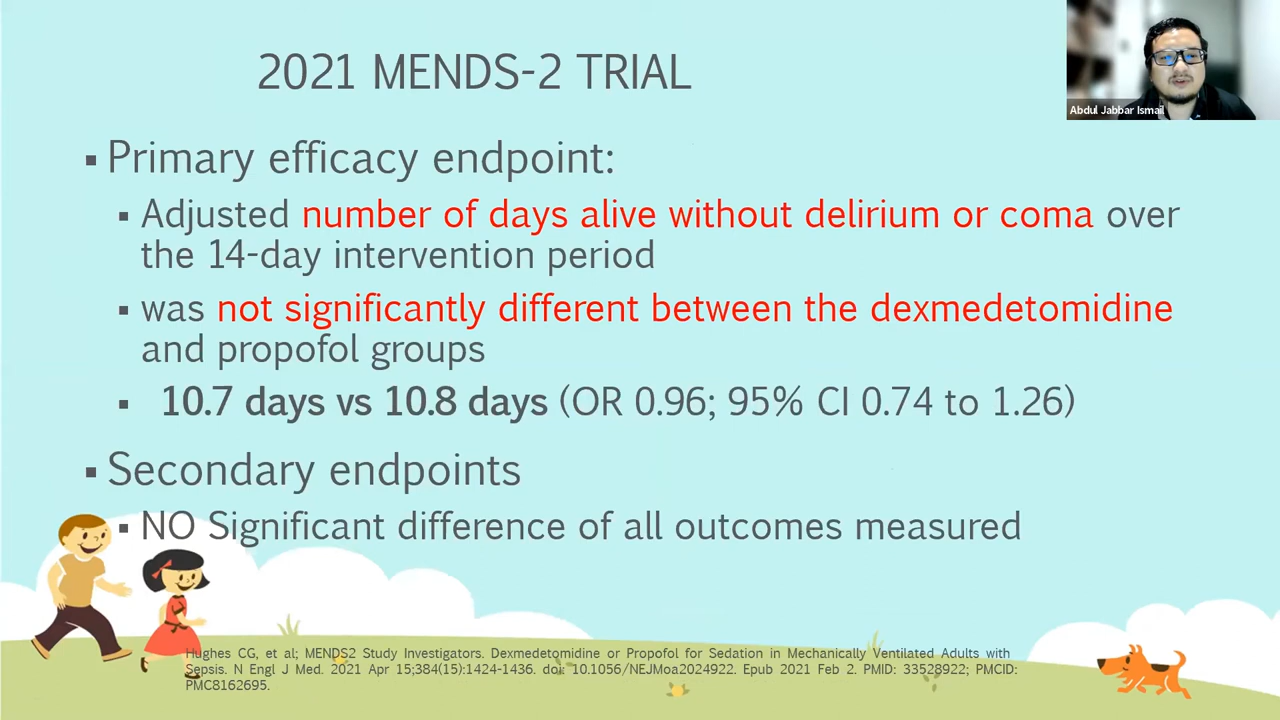 2021 MENDS-2 TRIAL
Abdul Jabbar Ismail
▪ Primary efficacy endpoint:
▪ Adjusted number of days alive without delirium or coma over
the 14-day intervention period
▪ was not significantly different between the dexmedetomidine
and propofol groups
▪ 10.7 days vs 10.8 days (OR 0.96; 95% CI 0.74 to 1.26)
▪ Secondary endpoints
▪ NO Significant difference of all outcomes measured
Hughes CG, et al; MENDS2 Study Investigators. Dexmedetomidine or Propofol for Sedation in Mechanically Ventilated Adults with
Sepsis. N Engl J Med. 2021 Apr 15;384(15):1424-1436. doi: 10.1056/NEJMoa2024922. Epub 2021 Feb 2. PMID: 33528922; PMCID:
PMC8162695.